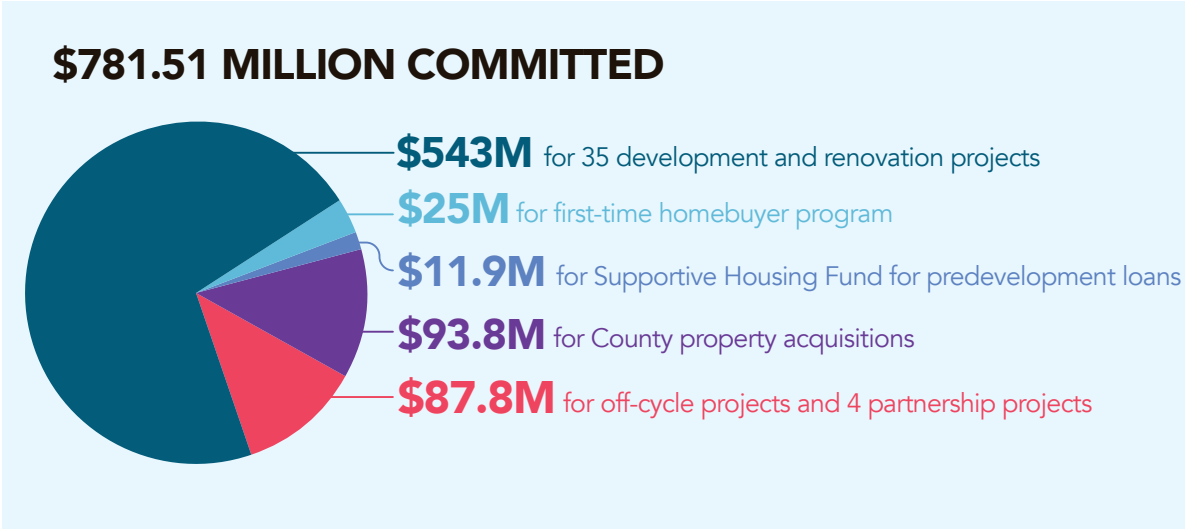 $781.51 MILLION COMMITTED
$543M for 35 development and renovation projects
$25M for first-time homebuyer program
$11.9M for Supportive Housing Fund for predevelopment loans
$93.8M for County property acquisitions
$87.8M for off-cycle projects and 4 partnership projects